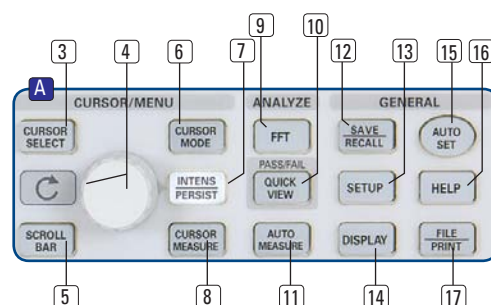 9 10
3 4 6 7 12 13 15 16
A
CURSOR/MENU ANALYZE GENERAL
CURSOR SELECT
CURSOR MODE
FFT
SAVE
RECALL
AUTO SET
PASS/FAIL
INTENS
PERSIST
QUICK VIEW
SETUP
HELP
SCROLL BAR
CURSOR MEASURE
AUTO MEASURE
DISPLAY
FILE
PRINT
5 8 11 14 17